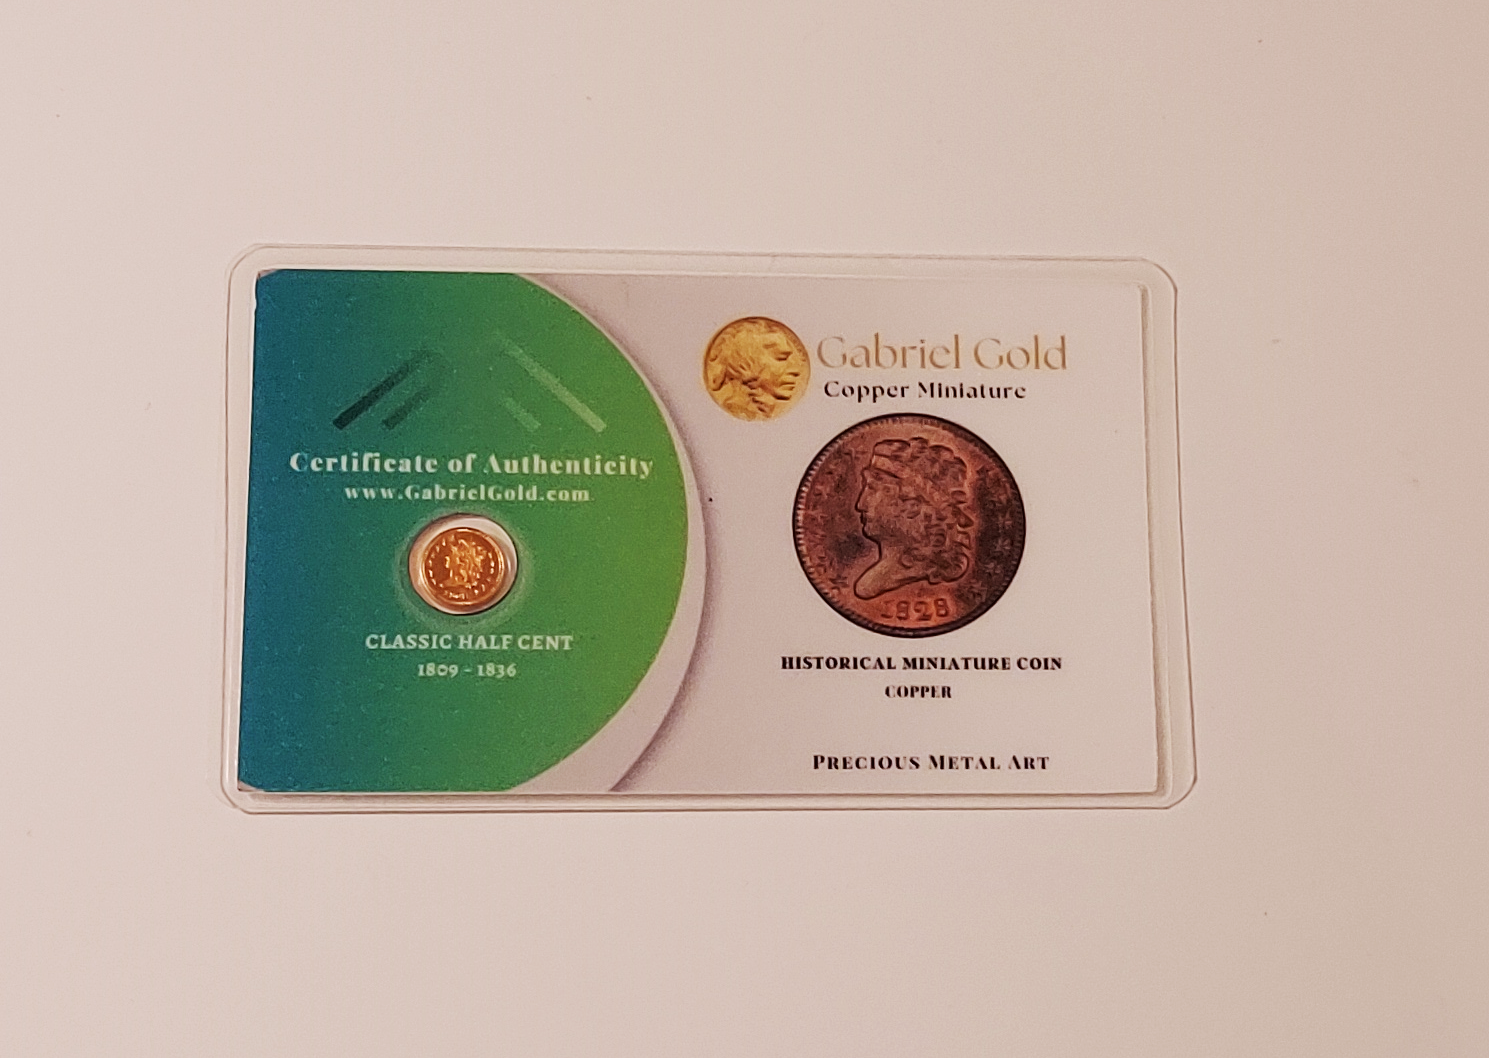 Certificate of Authenticity
www.GabrielGold.com
CLASSIC HALF CENT
1809 - 1836
Gabriel Gold
Copper Miniature
1828
HISTORICAL MINIATURE COIN
COPPER
PRECIOUS METAL ART